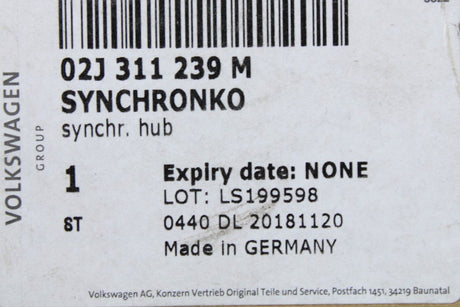 02J 311 239 M
SYNCHRONKO
synchr. hub
VOLKSWAGEN
GROUP
1
ST
Expiry date: NONE
LOT: LS199598
0440 DL 20181120
Made in GERMANY
Volkswagen AG, Konzern Vertrieb Original Teile und Service, Postfach 1451, 34219 Baunatal